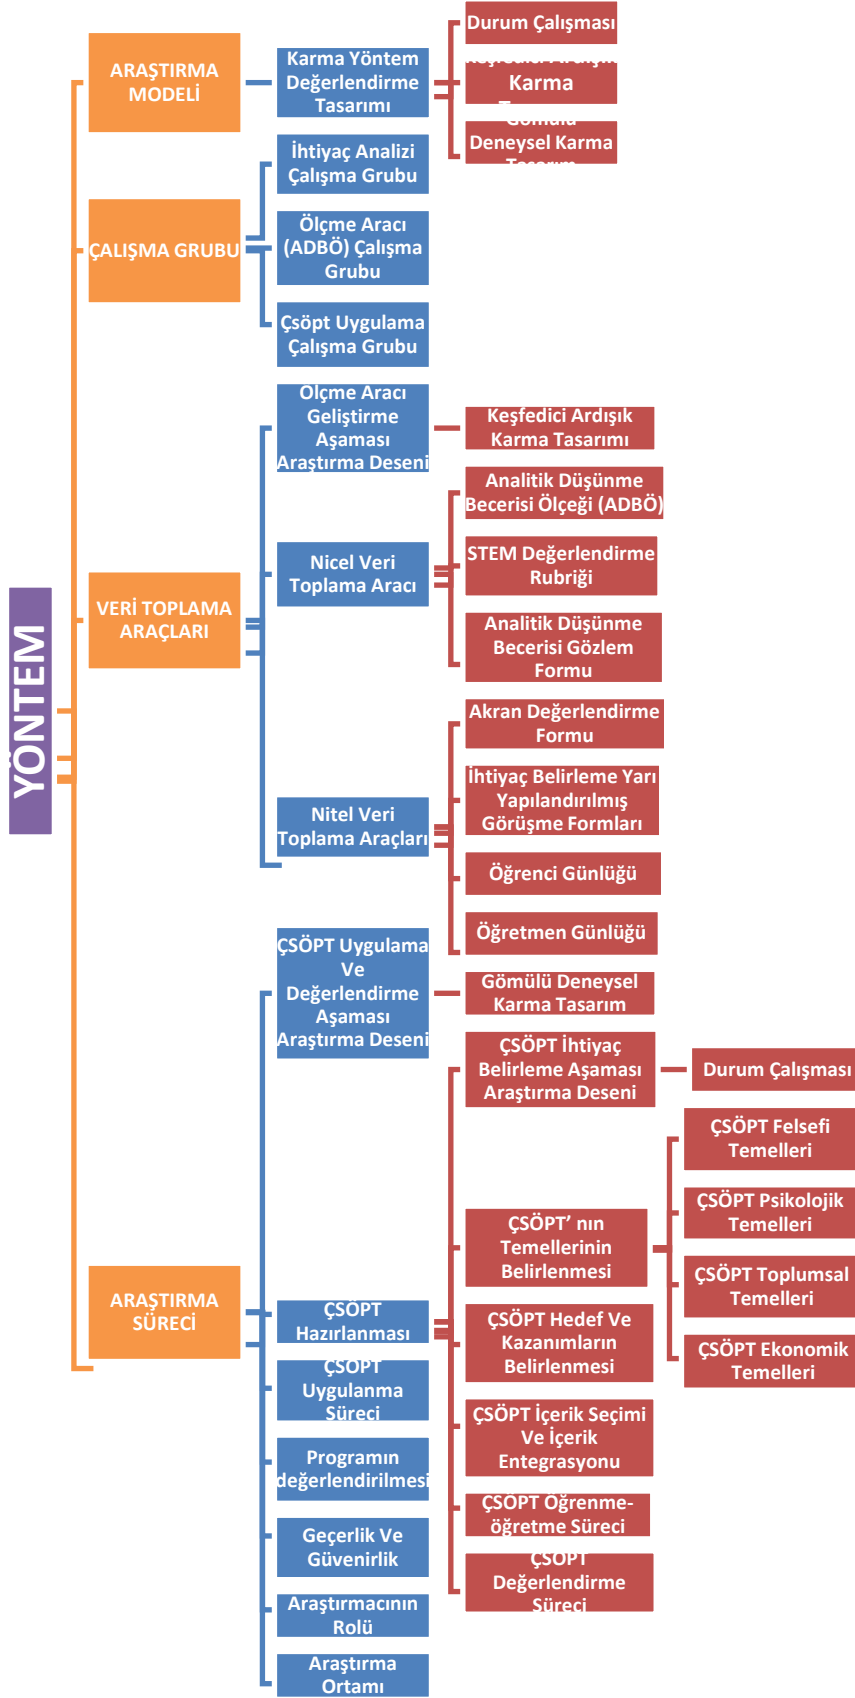 YÖNTEM
ARAŞTIRMA
MODELİ
Karma Yöntem
Değerlendirme
Tasarımı
Durum Çalışması
Karma
Deneysel Karma
ÇALIŞMA GRUBU
İhtiyaç Analizi
Çalışma Grubu
Ölçme Aracı
(ADBÖ) Çalışma
Grubu
Çsöpt Uygulama
Çalışma Grubu
VERİ TOPLAMA
ARAÇLARI
Ölçme Aracı
Geliştirme
Aşaması
Araştırma Deseni
Keşfedici Ardışık
Karma Tasarımı
Nicel Veri
Toplama Aracı
Analitik Düşünme
Becerisi Ölçeği (ADBÖ)
STEM Değerlendirme
Rubriği
Analitik Düşünme
Becerisi Gözlem
Formu
Nitel Veri
Toplama Araçları
Akran Değerlendirme
Formu
İhtiyaç Belirleme Yarı
Yapılandırılmış
Görüşme Formları
Öğrenci Günlüğü
Öğretmen Günlüğü
ARAŞTIRMA
SÜRECİ
ÇSÖPT Uygulama
Ve
Değerlendirme
Aşaması
Araştırma Deseni
Gömülü Deneysel
Karma Tasarım
ÇSÖPT
Hazırlanması
ÇSÖPT İhtiyaç
Belirleme Aşaması
Araştırma Deseni
Durum Çalışması
ÇSÖPT’ nın
Temellerinin
Belirlenmesi
ÇSÖPT Felsefi
Temelleri
ÇSÖPT Psikolojik
Temelleri
ÇSÖPT Toplumsal
Temelleri
ÇSÖPT Ekonomik
Temelleri
ÇSÖPT Hedef Ve
Kazanımların
Belirlenmesi
ÇSÖPT İçerik Seçimi
Ve İçerik
Entegrasyonu
ÇSÖPT Öğrenme-
öğretme Süreci
ÇSÖPT
Değerlendirme
Süreci
ÇSÖPT
Uygulanma
Süreci
Programın
değerlendirilmesi
Geçerlik Ve
Güvenirlik
Araştırmacının
Rolü
Araştırma
Ortamı